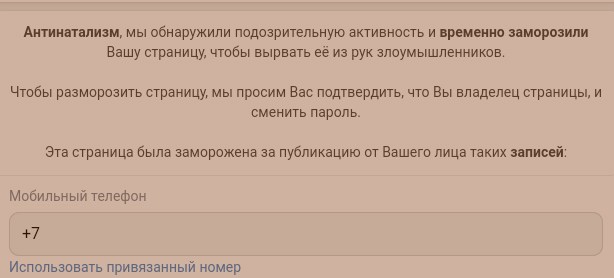 Антинатализм, мы обнаружили подозрительную активность и временно заморозили
Вашу страницу, чтобы вырвать её из рук злоумышленников.
Чтобы разморозить страницу, мы просим Вас подтвердить, что Вы владелец страницы, и
сменить пароль.
Эта страница была заморожена за публикацию от Вашего лица таких записей:
Мобильный телефон
+7
Использовать привязанный номер